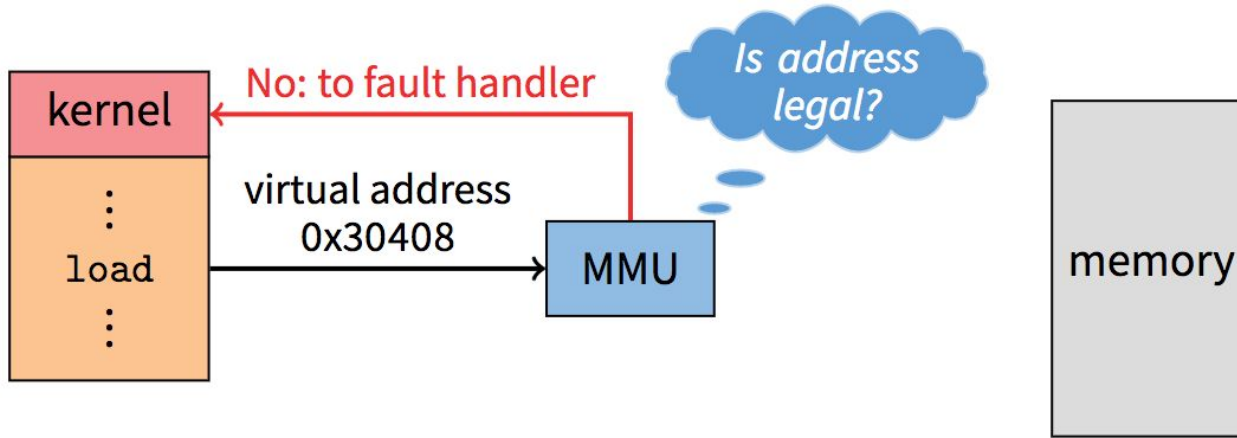 Is address
legal?
No: to fault handler
kernel
virtual address
0x30408
load
MMU
memory